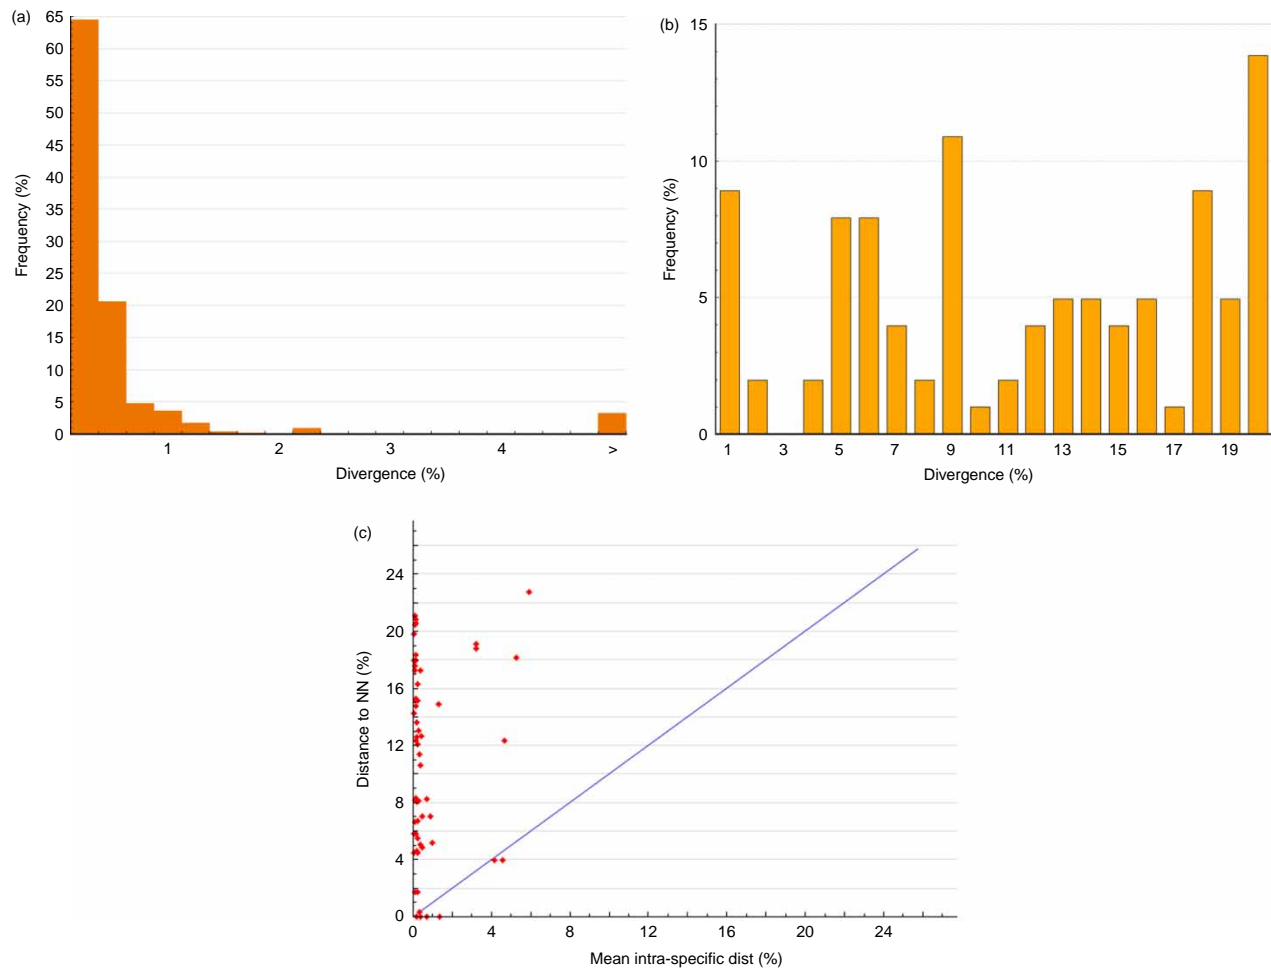 (a)
65
60
55
50
45
40
35
30
25
20
15
10
5
0
Frequency (%)
1 2 3 4 >
Divergence (%)
(b)
15
10
5
0
Frequency (%)
1 3 5 7 9 11 13 15 17 19
Divergence (%)
(c)
24
20
16
12
8
4
0
Distance to NN (%)
0 4 8 12 16 20 24
Mean intra-specific dist (%)